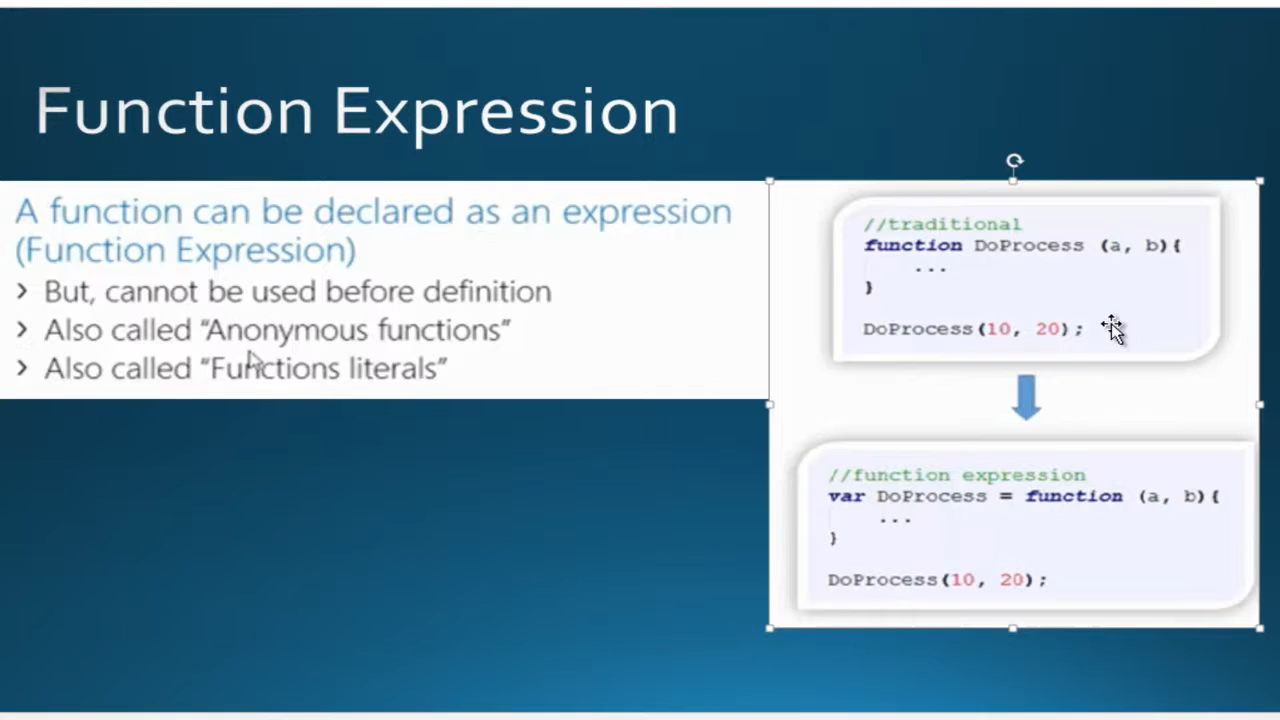 Function Expression
A function can be declared as an expression
(Function Expression)
› But, cannot be used before definition
› Also called “Anonymous functions”
› Also called “Functions literals”
//traditional
function DoProcess (a, b){
...
}
DoProcess(10, 20);
//function expression
var DoProcess = function (a, b){
...
}
DoProcess(10, 20);